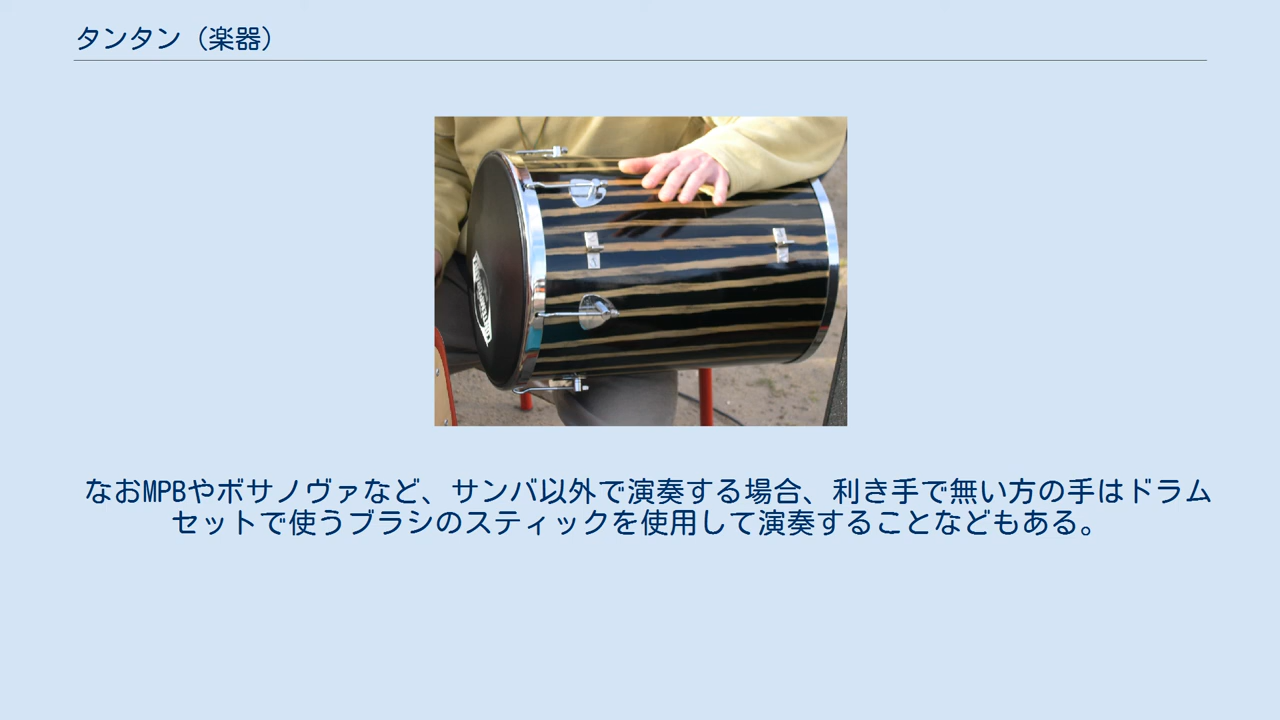 タンタン（楽器）
なおMPBやボサノヴァなど、サンバ以外で演奏する場合、利き手で無い方の手はドラム
セットで使うブラシのスティックを使用して演奏することなどもある。